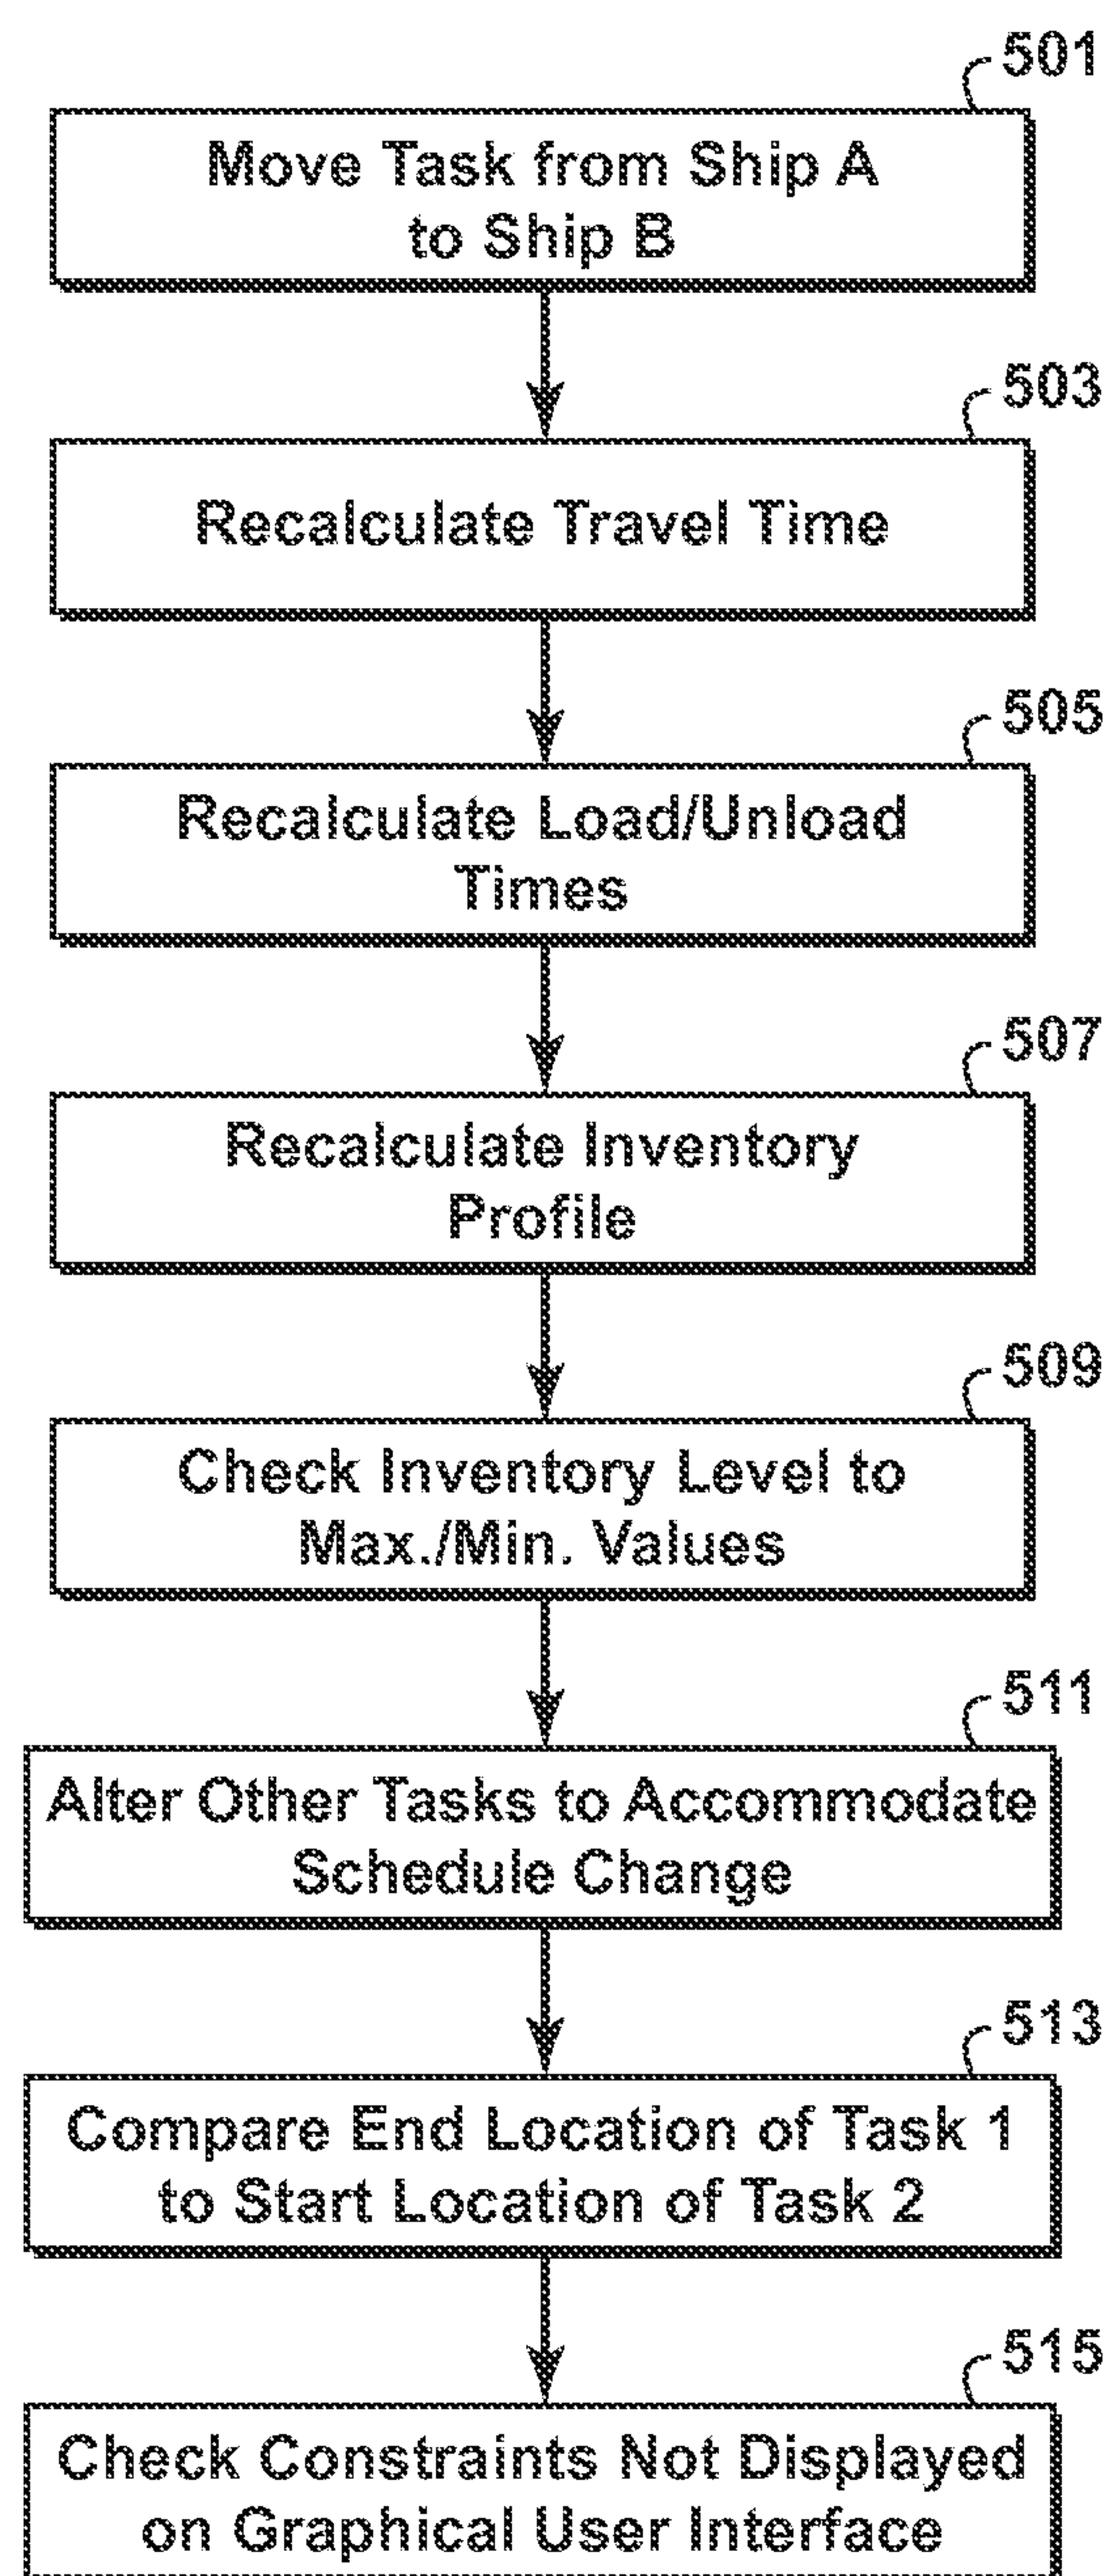 501
Move Task from Ship A
to Ship B
503
Recalculate Travel Time
505
Recalculate Load/Unload
Times
507
Recalculate Inventory
Profile
509
Check Inventory Level to
Max./Min. Values
511
Alter Other Tasks to Accommodate
Schedule Change
513
Compare End Location of Task 1
to Start Location of Task 2
515
Check Constraints Not Displayed
on Graphical User Interface